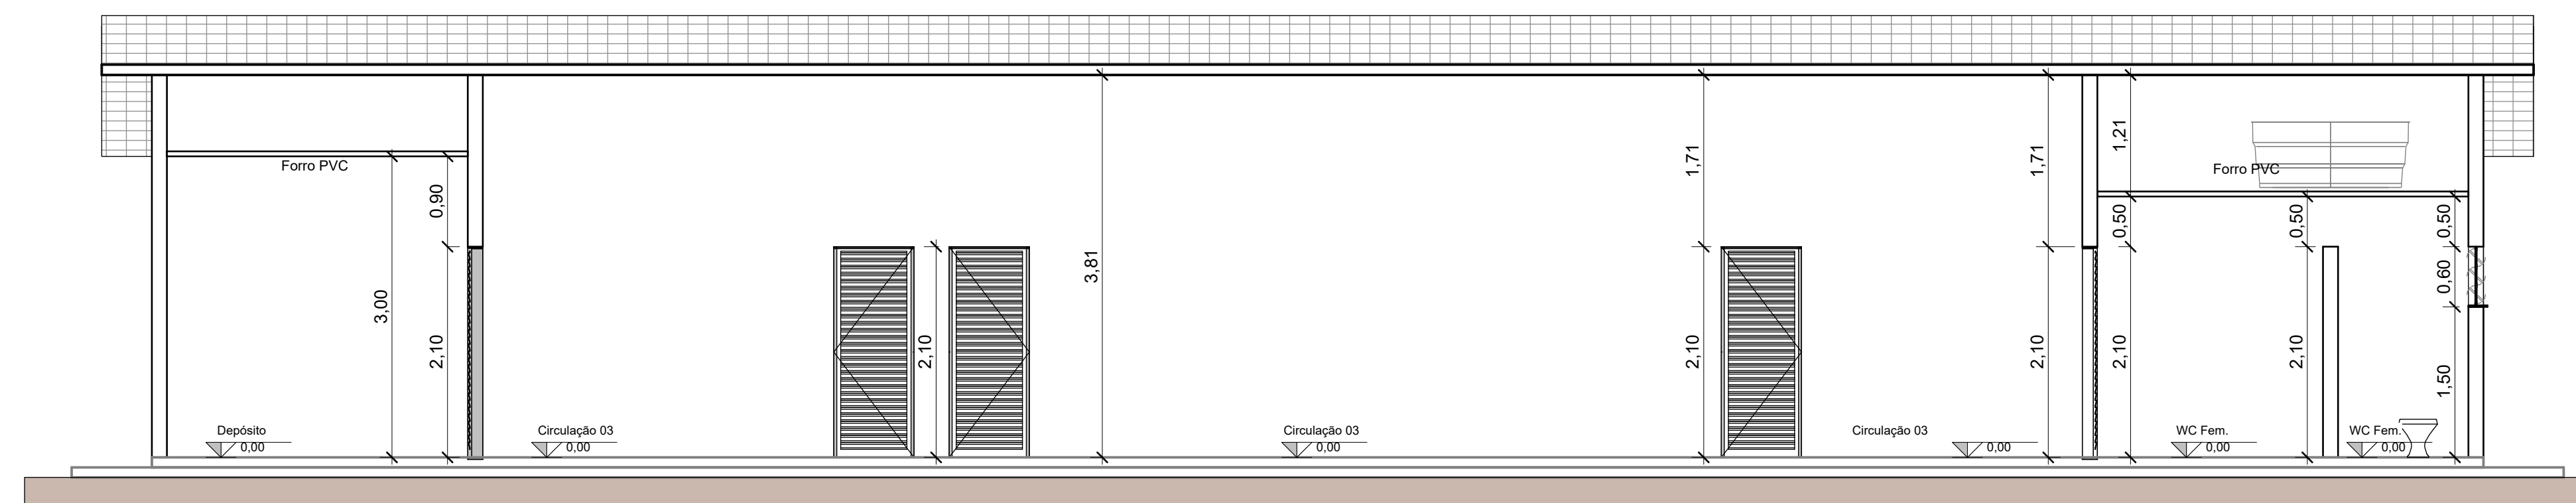 Forro PVC
3,00
0,90
2,10
Depósito
0,00
Circulação 03
0,00
2,10
3,81
Circulação 03
0,00
1,71
2,10
Circulação 03
0,00
1,71
2,10
1,21
0,50
2,10
Forro PVC
WC Fem.
0,00
0,50
2,10
WC Fem.
0,00
0,50
0,60
1,50